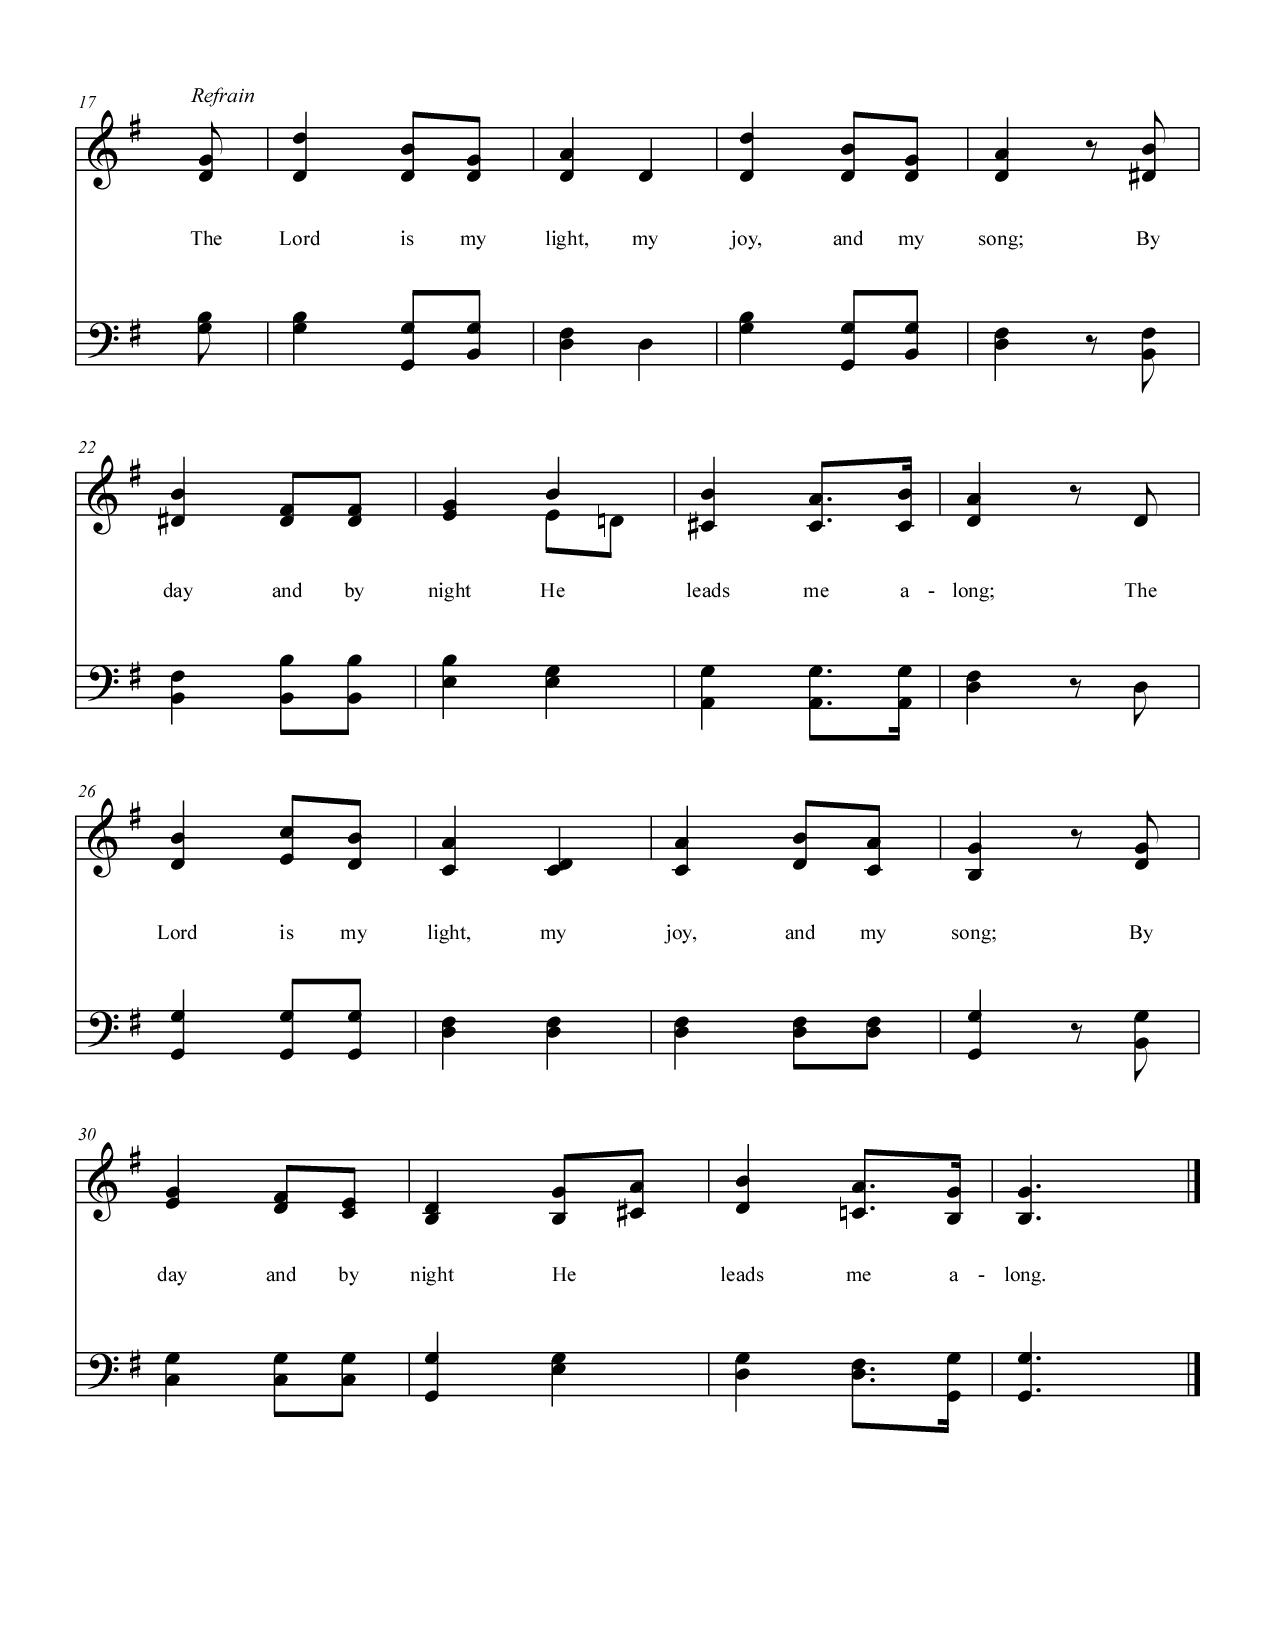 17 Refrain
The Lord is my light, my joy, and my song; By
22
day and by night He leads me a - long; The
26
Lord is my light, my joy, and my song; By
30
day and by night He leads me a - long.